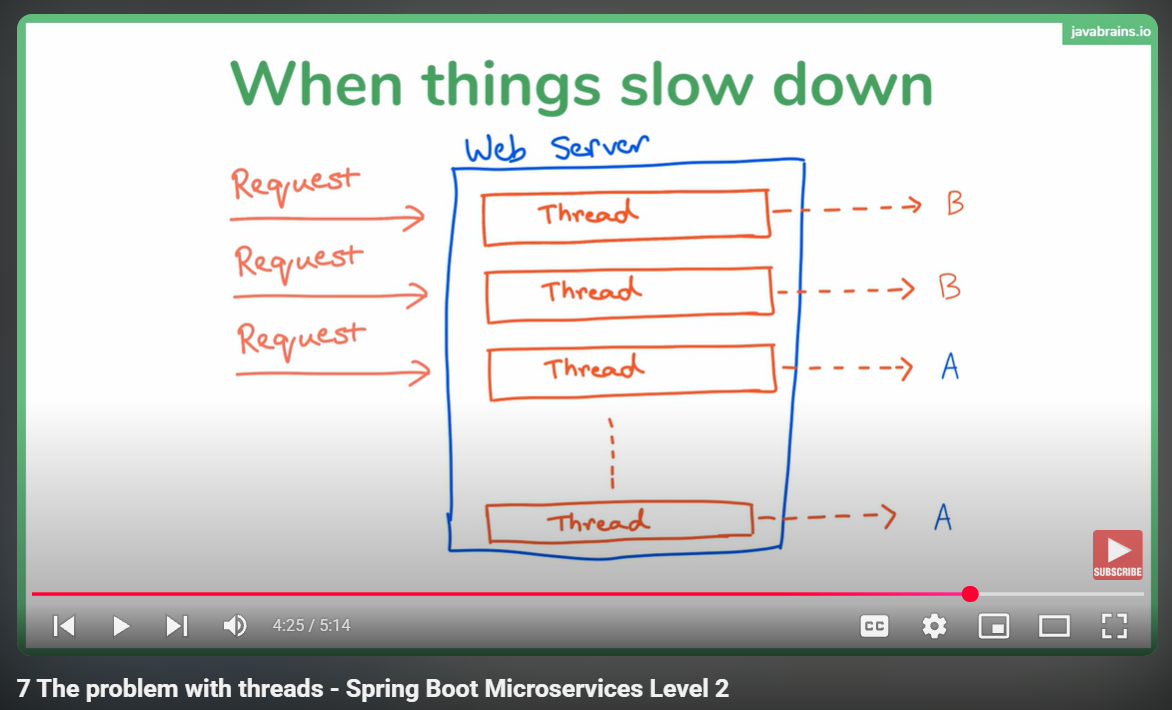 javabrains.io
When things slow down
Web Server
Request
Thread
B
Request
Thread
B
Request
Thread
A
Thread
A
SUBSCRIBE
4:25 / 5:14
CC
7 The problem with threads - Spring Boot Microservices Level 2